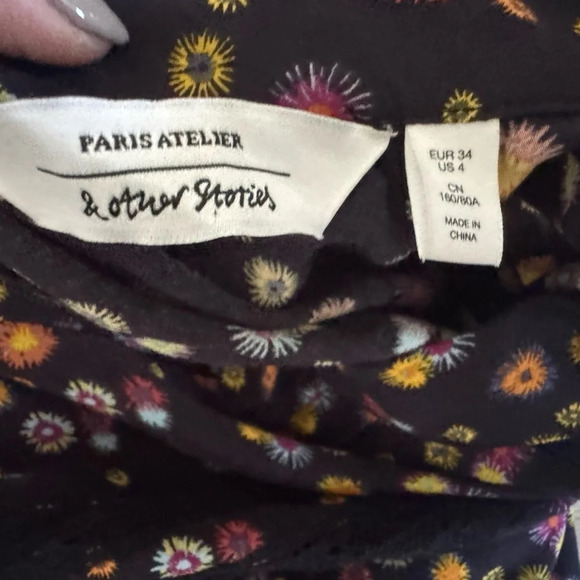 PARIS ATELIER
& other Stories
EUR 34
US 4
CN
160/80A
MADE IN
CHINA